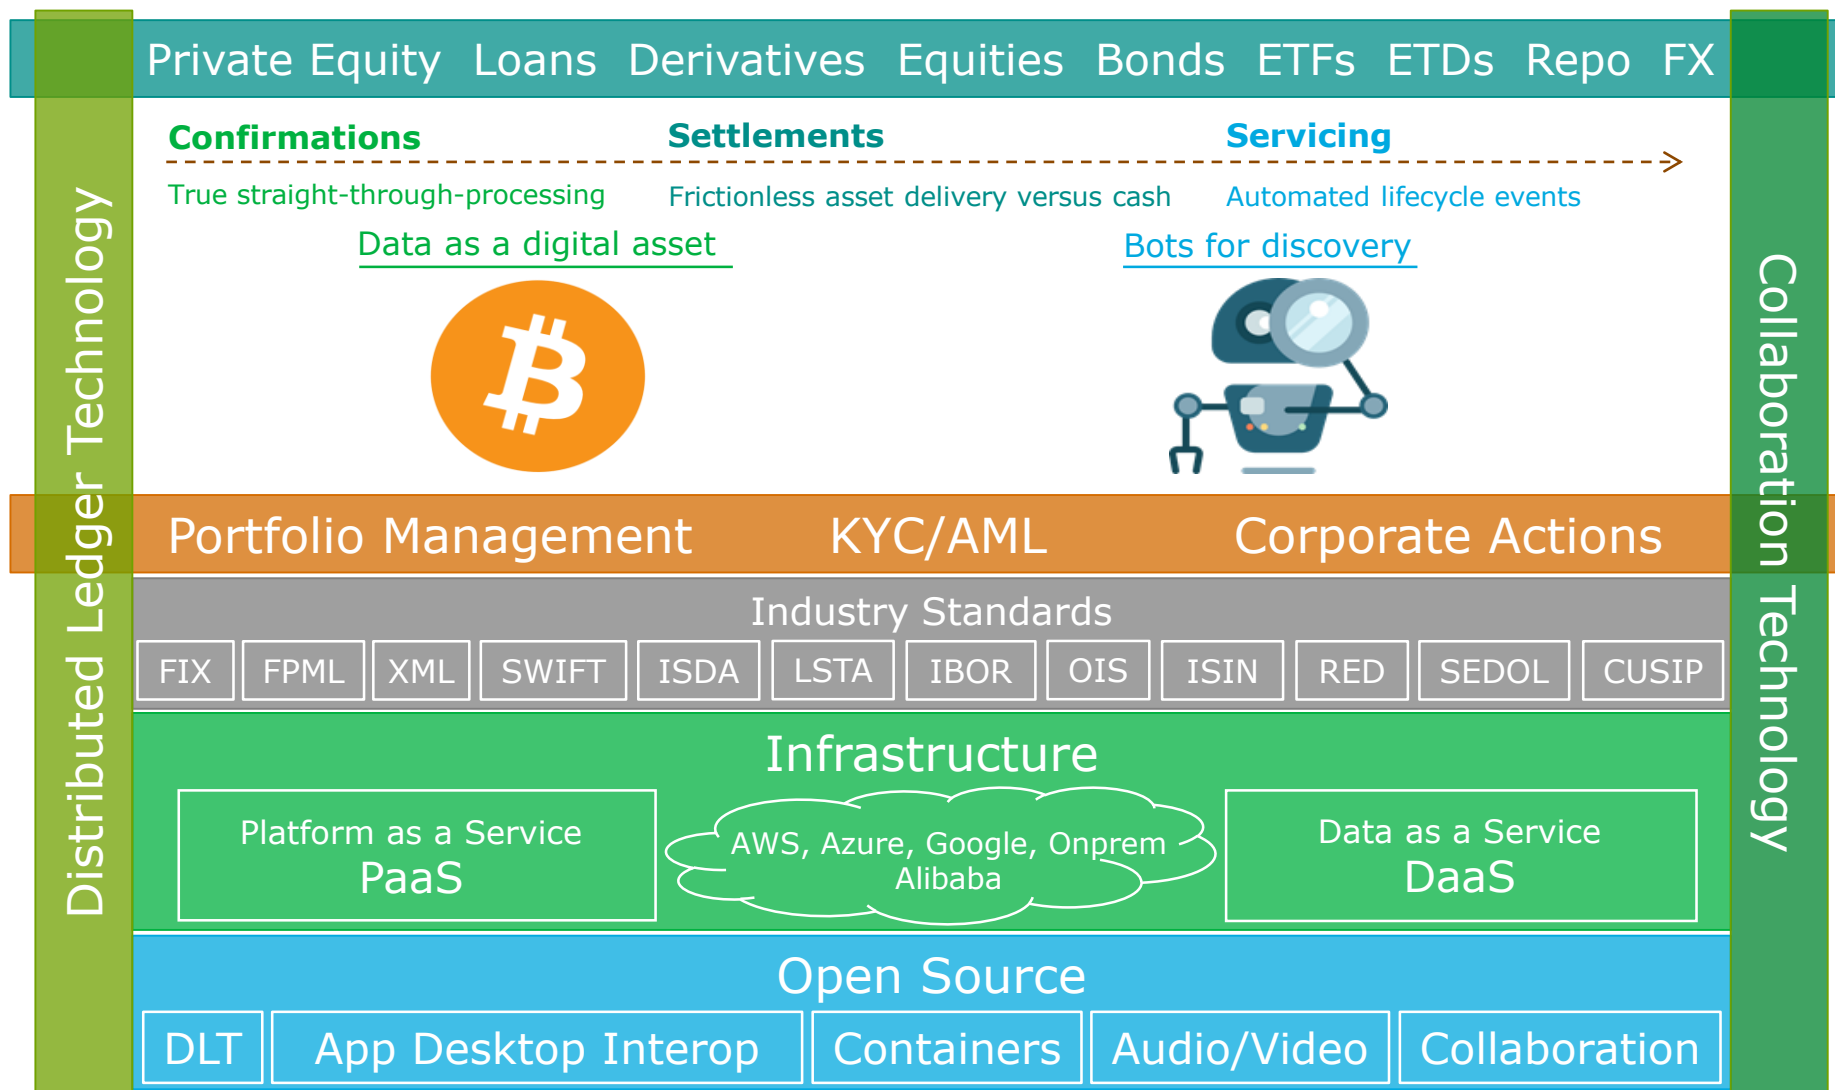 Private Equity Loans Derivatives Equities Bonds ETFs ETDs Repo FX
Distributed Ledger Technology
Collaboration Technology
Confirmations
Settlements
Servicing
True straight-through-processing
Frictionless asset delivery versus cash
Automated lifecycle events
Data as a digital asset
Bots for discovery
Portfolio Management
KYC/AML
Corporate Actions
Industry Standards
FIX
FPML
XML
SWIFT
ISDA
LSTA
IBOR
OIS
ISIN
RED
SEDOL
CUSIP
Infrastructure
Platform as a Service
PaaS
AWS, Azure, Google, Onprem
Alibaba
Data as a Service
DaaS
Open Source
DLT
App Desktop Interop
Containers
Audio/Video
Collaboration